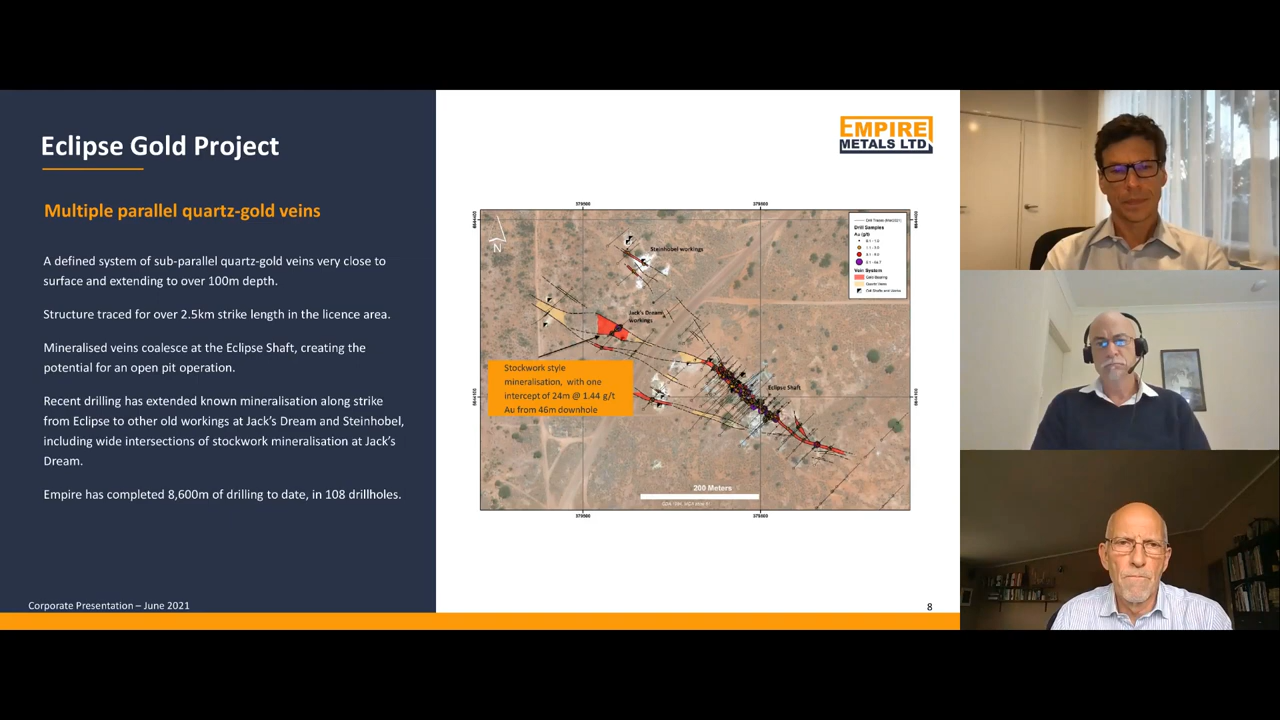 Eclipse Gold Project
Multiple parallel quartz-gold veins
A defined system of sub-parallel quartz-gold veins very close to
surface and extending to over 100m depth.
Structure traced for over 2.5km strike length in the licence area.
Mineralised veins coalesce at the Eclipse Shaft, creating the
potential for an open pit operation.
Recent drilling has extended known mineralisation along strike
from Eclipse to other old workings at Jack's Dream and Steinhobel,
including wide intersections of stockwork mineralisation at Jack's
Dream.
Empire has completed 8,600m of drilling to date, in 108 drillholes.
Corporate Presentation – June 2021
EMPIRE
METALS LTD
N
Steinhobel workings
Jack's Dream
workings
Eclipse Shaft
Stockwork style
mineralisation, with one
intercept of 24m @ 1.44 g/t
Au from 46m downhole
Drill Samples
Au (g/t)
Vein System
200 Meters
8